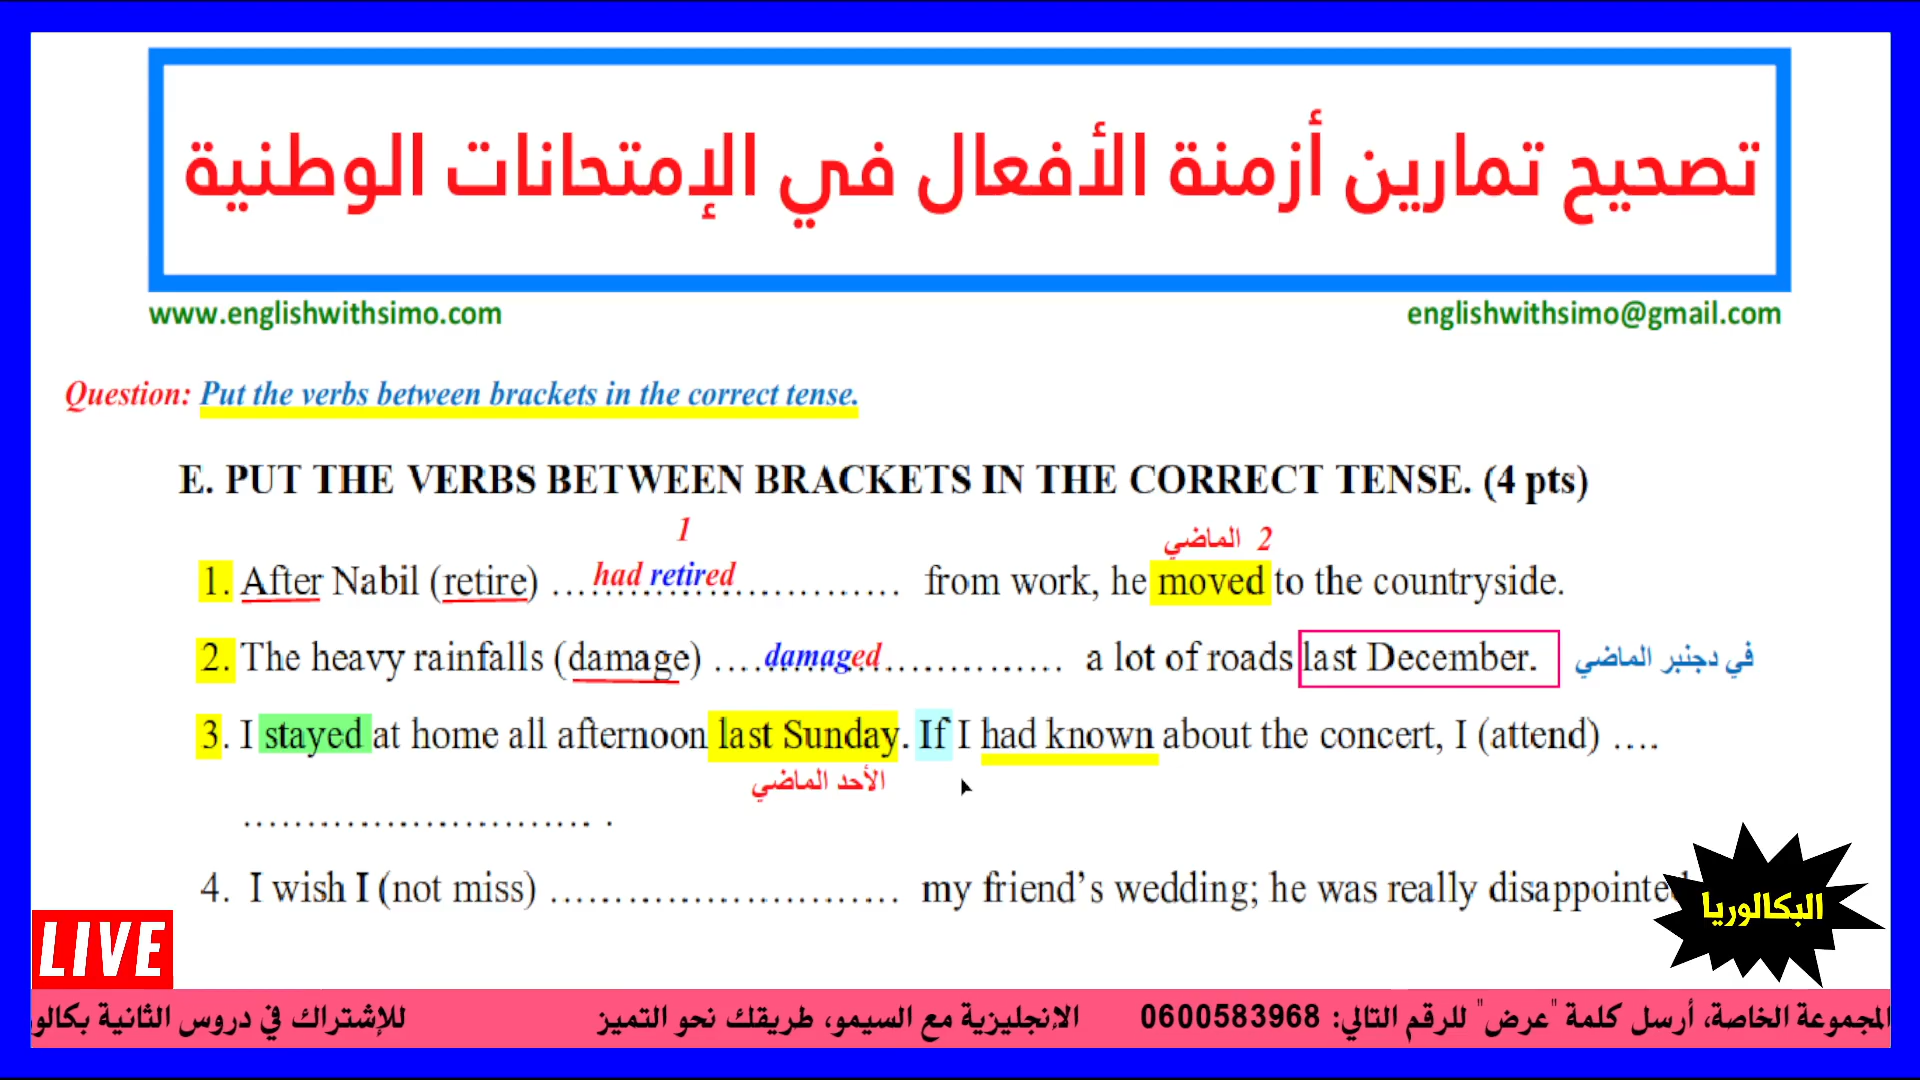 تصحيح تمارين أزمنة الأفعال في الإمتحانات الوطنية
www.englishwithsimo.com englishwithsimo@gmail.com
Question: Put the verbs between brackets in the correct tense.
E. PUT THE VERBS BETWEEN BRACKETS IN THE CORRECT TENSE. (4 pts)
1 الماضي 2
1. After Nabil (retire) ... had retired ... from work, he moved to the countryside.
2. The heavy rainfalls (damage) .... damaged .... a lot of roads last December. في دجنبر الماضي
3. I stayed at home all afternoon last Sunday. If I had known about the concert, I (attend) ....
الأحد الماضي
.............................. .
4. I wish I (not miss) .............................. my friend's wedding; he was really disappointed
البكالوريا
LIVE
المجموعة الخاصة، أرسل كلمة "عرض" للرقم التالي: 0600583968 الانجليزية مع السيمو، طريقك نحو التميز للإشتراك في دروس الثانية